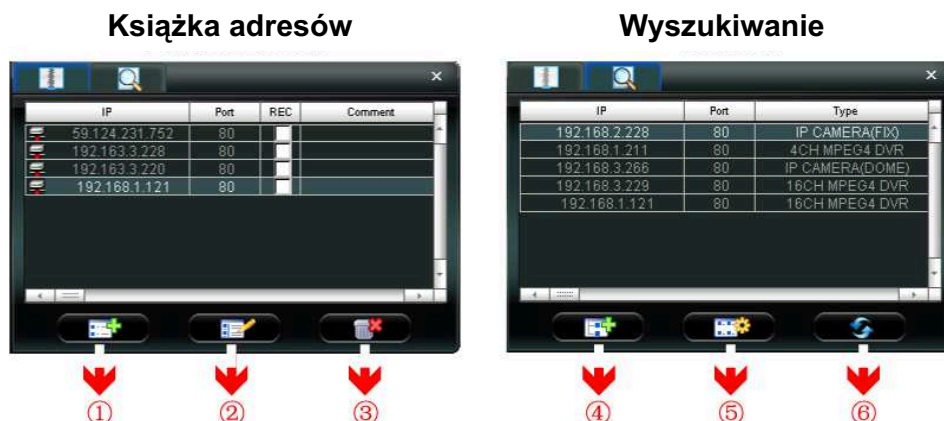 Książka adresów
IP Port REC Comment
59.124.231.752 80
192.163.3.228 80
192.163.3.220 80
192.168.1.121 80
①
②
③
Wyszukiwanie
IP Port Type
192.168.2.228 80 IP CAMERA(FIX)
192.168.1.211 80 4CH MPEG4 DVR
192.168.3.266 80 IP CAMERA(DOME)
192.168.3.229 80 16CH MPEG4 DVR
192.168.1.121 80 16CH MPEG4 DVR
④
⑤
⑥